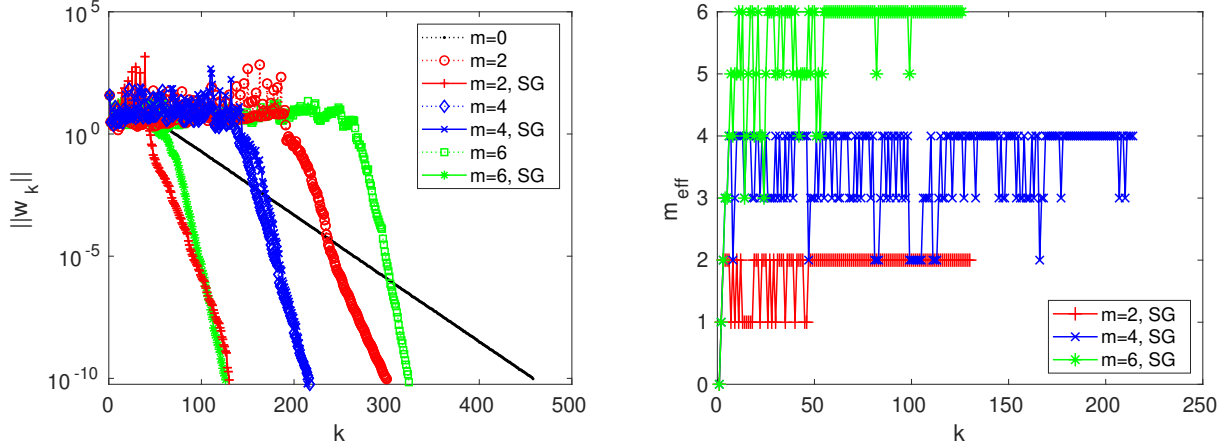 10^5
10^0
10^-5
10^-10
||w_k||
0 100 200 300 400 500
k
m=0
m=2
m=2, SG
m=4
m=4, SG
m=6
m=6, SG
6
5
4
3
2
1
0
m_eff
0 50 100 150 200 250
k
m=2, SG
m=4, SG
m=6, SG